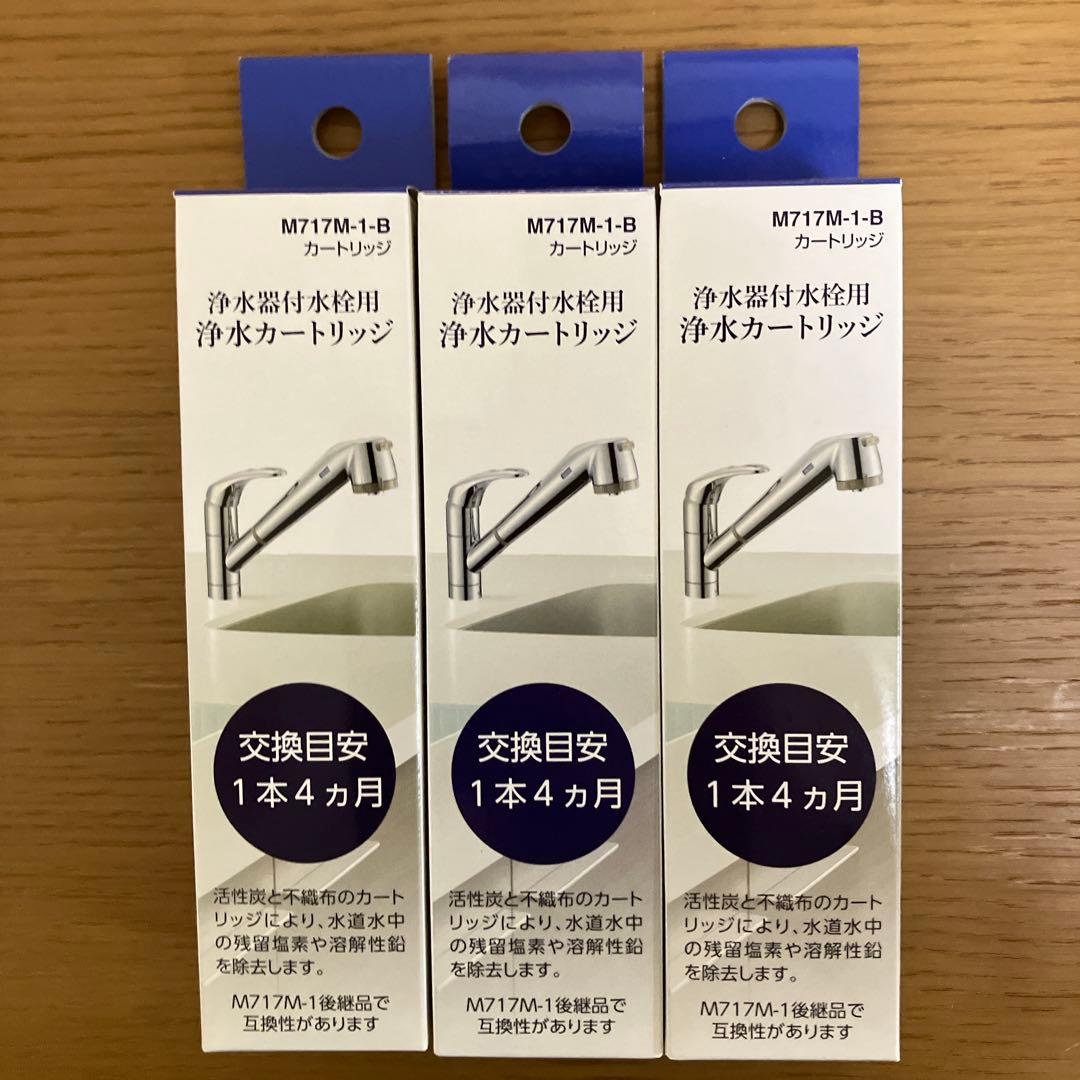 M717M-1-B
カートリッジ
浄水器付水栓用
浄水カートリッジ
交換目安
1本4ヵ月
活性炭と不織布のカート
リッジにより、水道水中
の残留塩素や溶解性鉛
を除去します。
M717M-1後継品で
互換性があります
M717M-1-B
カートリッジ
浄水器付水栓用
浄水カートリッジ
交換目安
1本4ヵ月
活性炭と不織布のカート
リッジにより、水道水中
の残留塩素や溶解性鉛
を除去します。
M717M-1後継品で
互換性があります
M717M-1-B
カートリッジ
浄水器付水栓用
浄水カートリッジ
交換目安
1本4ヵ月
活性炭と不織布のカート
リッジにより、水道水中
の残留塩素や溶解性鉛
を除去します。
M717M-1後継品で
互換性があります